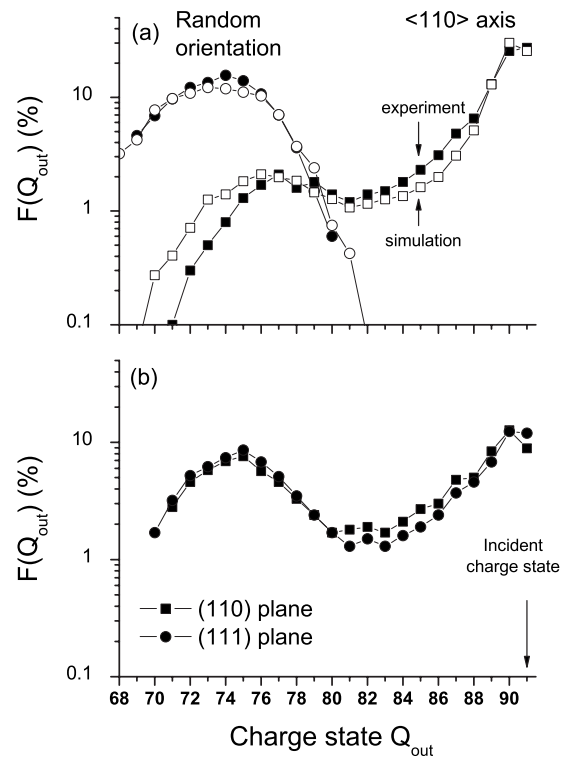 (a)
Random
orientation
<110> axis
experiment
simulation
F(Q_out) (%)
10
1
0.1
(b)
F(Q_out) (%)
10
1
0.1
Incident
charge state
(110) plane
(111) plane
68 70 72 74 76 78 80 82 84 86 88 90
Charge state Q_out